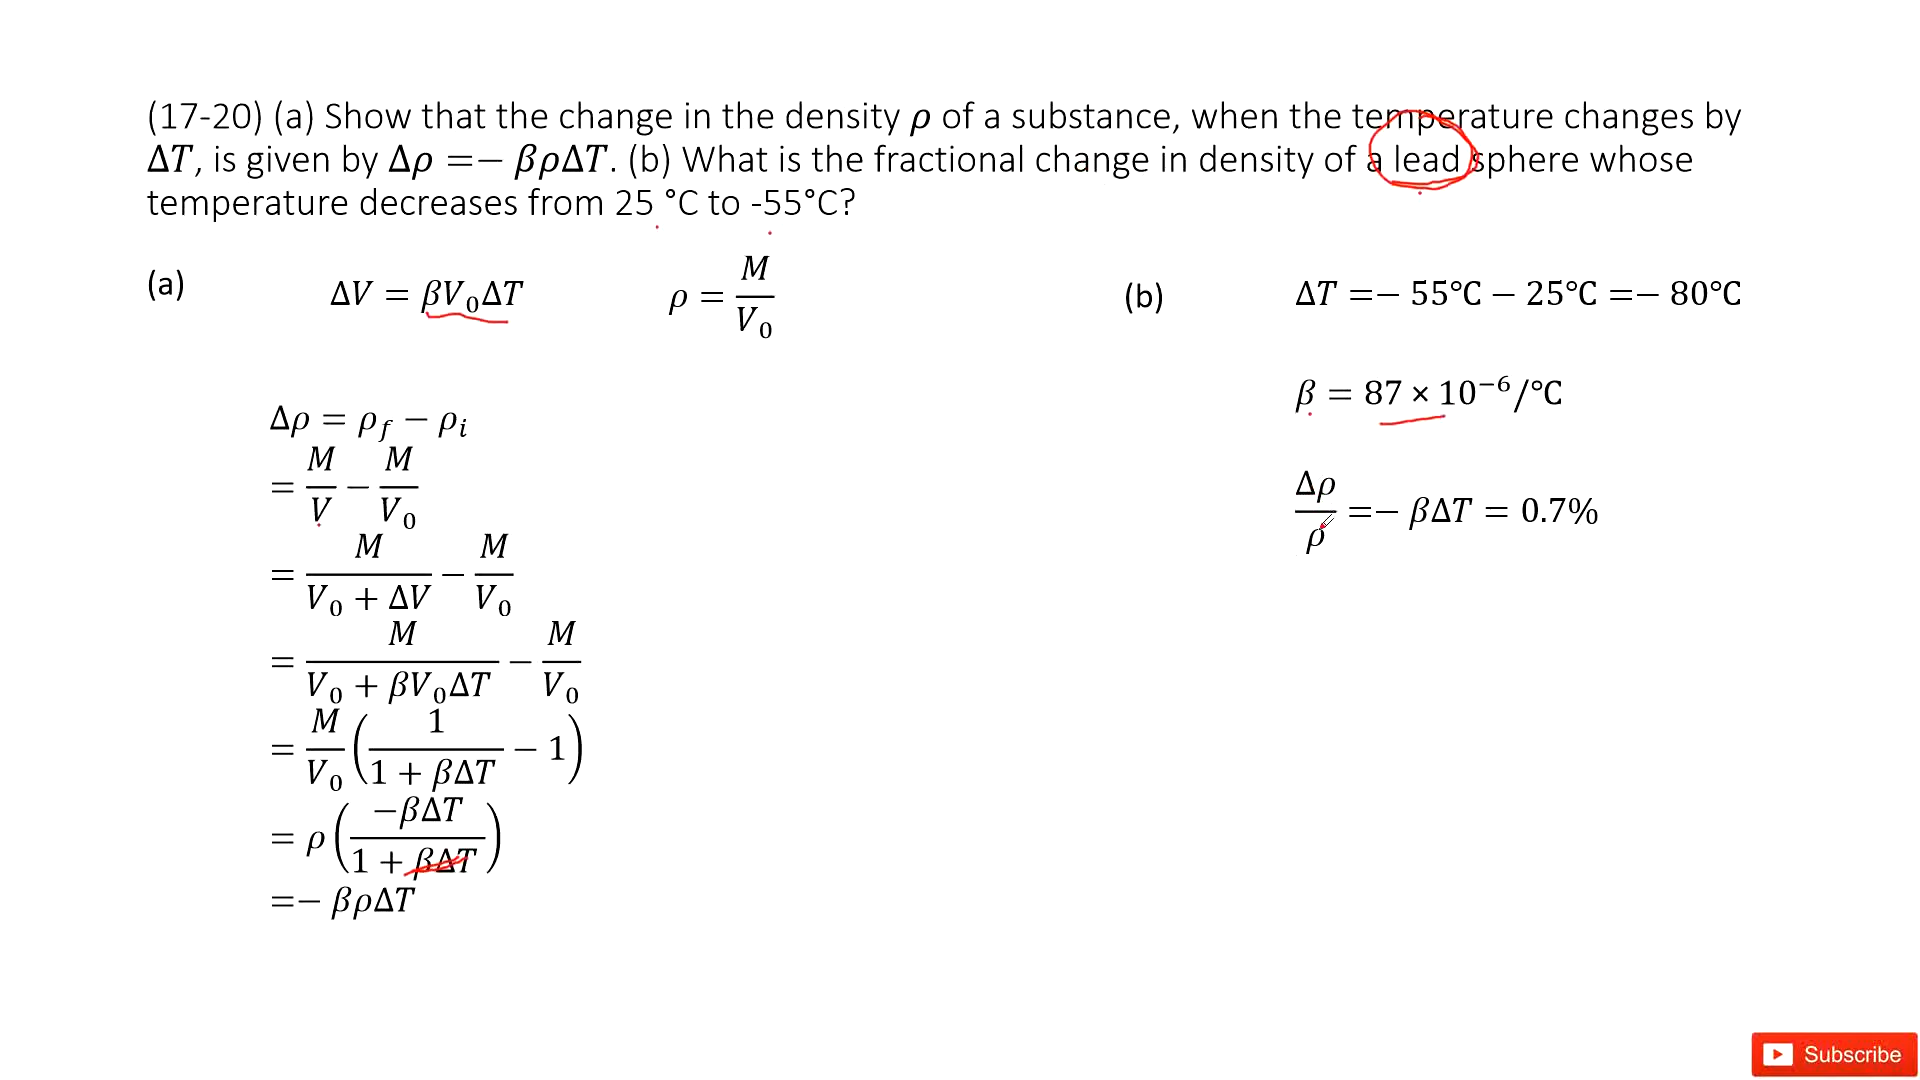 (17-20) (a) Show that the change in the density ρ of a substance, when the temperature changes by
ΔT, is given by Δρ =− βρΔT. (b) What is the fractional change in density of a lead sphere whose
temperature decreases from 25 °C to -55°C?
(a)
ΔV = βV₀ΔT
ρ = M/V₀
Δρ = ρ_f − ρ_i
= M/V − M/V₀
= M/(V₀ + ΔV) − M/V₀
= M/(V₀ + βV₀ΔT) − M/V₀
= M/V₀ (1/(1 + βΔT) − 1)
= ρ (−βΔT/(1 + βΔT))
=− βρΔT
(b)
ΔT =− 55°C − 25°C =− 80°C
β = 87 × 10⁻⁶/°C
Δρ/ρ =− βΔT = 0.7%
Subscribe